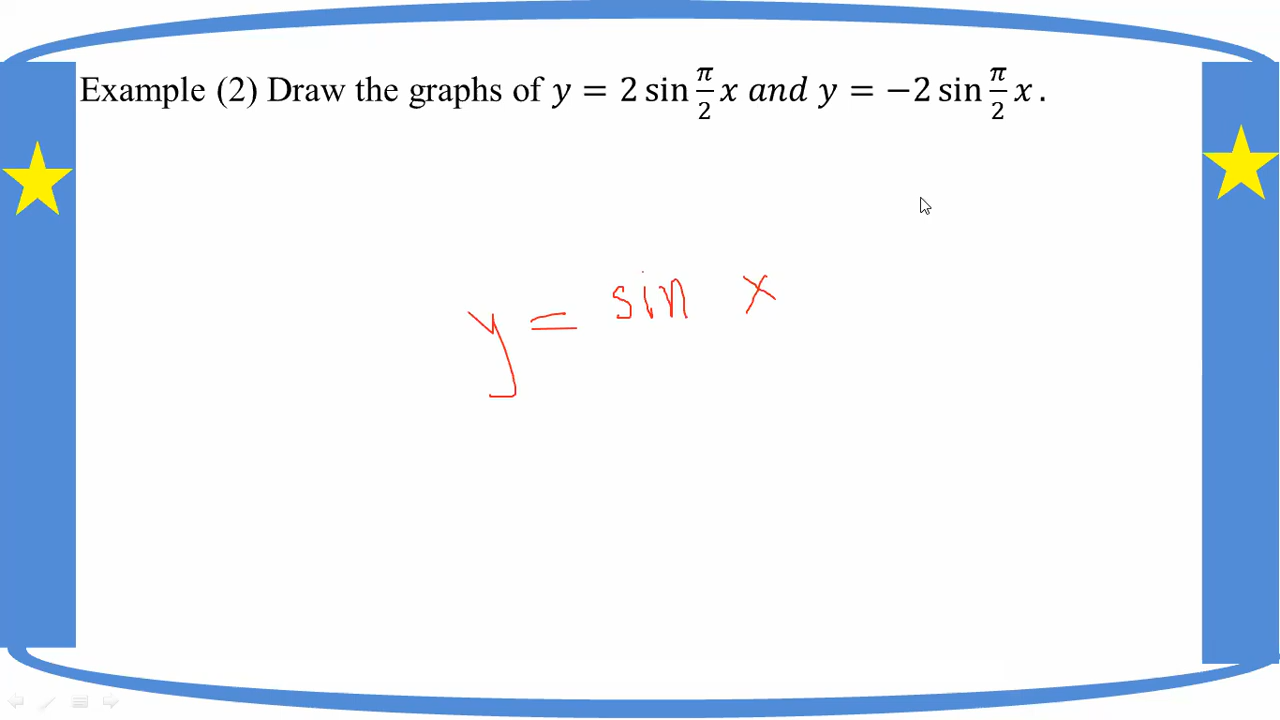 Example (2) Draw the graphs of y = 2 sin π/2 x and y = −2 sin π/2 x .
y = sin x